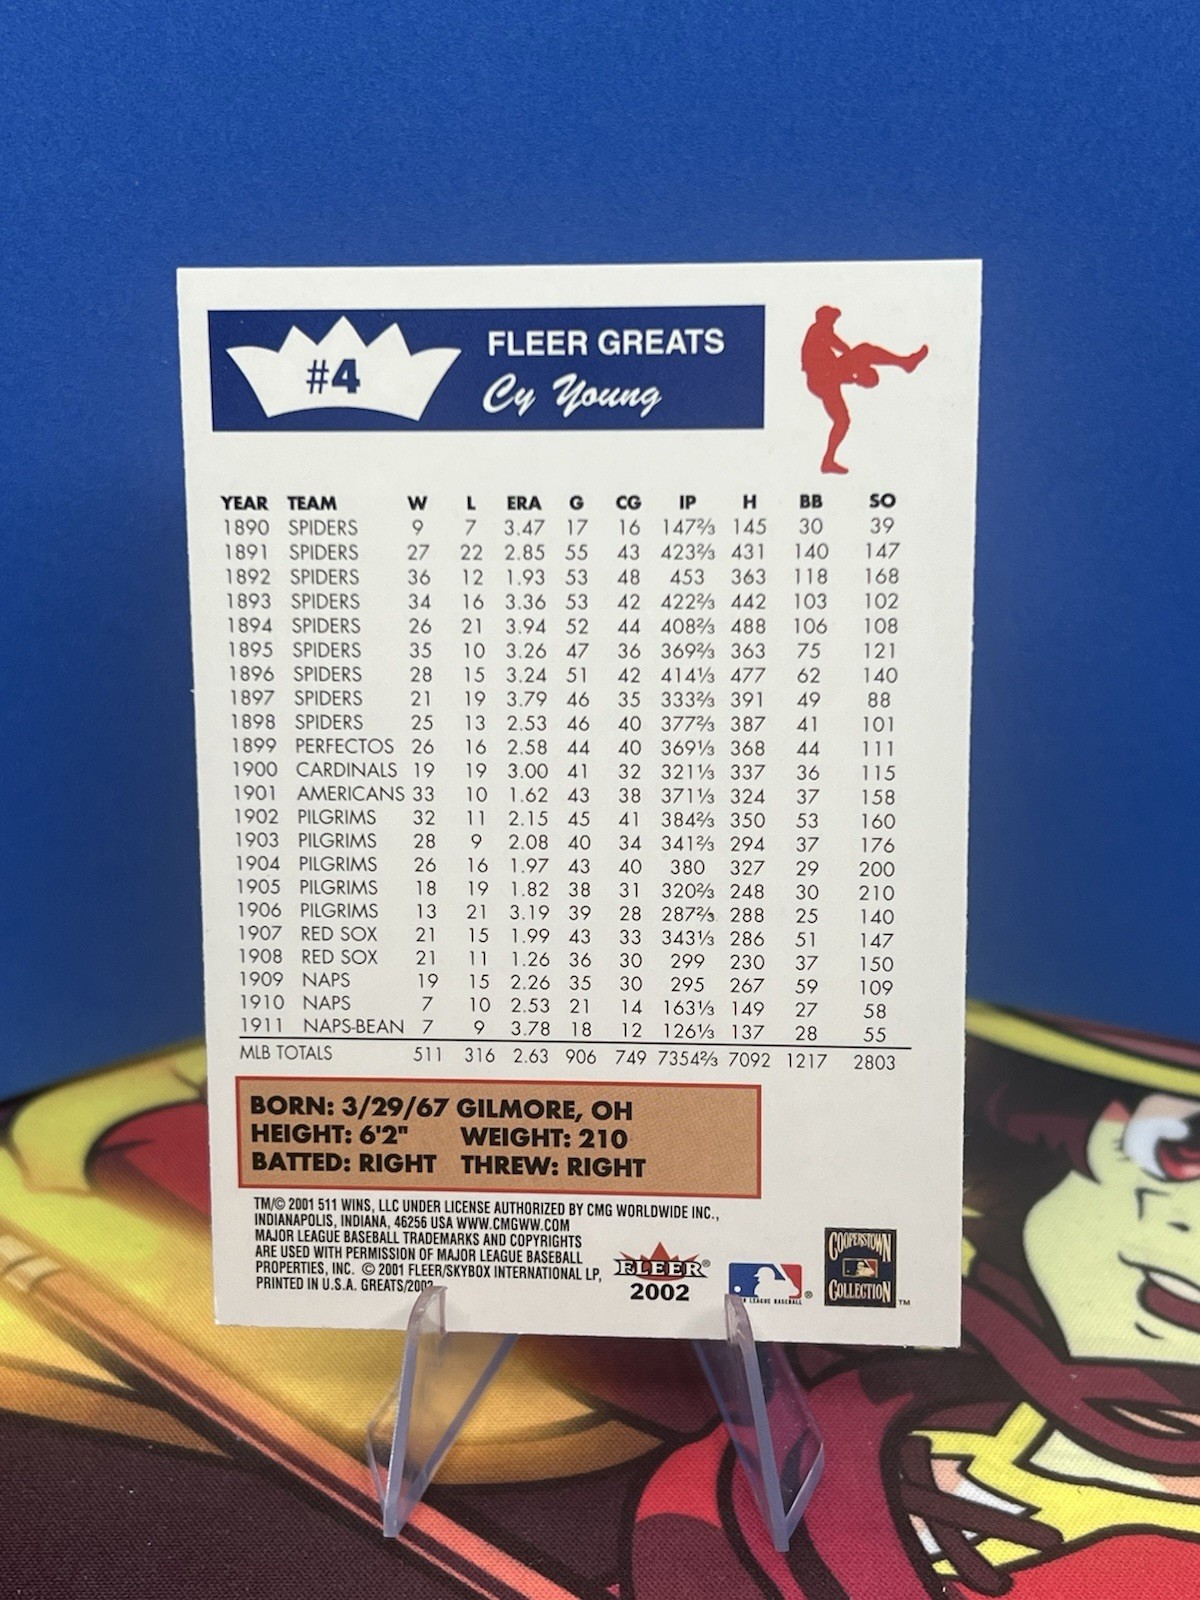 #4
FLEER GREATS
Cy Young
YEAR TEAM W L ERA G CG IP H BB SO
1890 SPIDERS 9 7 3.47 17 16 147⅔ 145 30 39
1891 SPIDERS 27 22 2.85 55 43 423⅔ 431 140 147
1892 SPIDERS 36 12 1.93 53 48 453 363 118 168
1893 SPIDERS 34 16 3.36 53 42 422⅔ 442 103 102
1894 SPIDERS 26 21 3.94 52 44 408⅔ 488 106 108
1895 SPIDERS 35 10 3.26 47 36 369⅔ 363 75 121
1896 SPIDERS 28 15 3.24 51 42 414⅓ 477 62 140
1897 SPIDERS 21 19 3.79 46 35 333⅔ 391 49 88
1898 SPIDERS 25 13 2.53 46 40 377⅔ 387 41 101
1899 PERFECTOS 26 16 2.58 44 40 369⅓ 368 44 111
1900 CARDINALS 19 19 3.00 41 32 321⅓ 337 36 115
1901 AMERICANS 33 10 1.62 43 38 371⅓ 324 37 158
1902 PILGRIMS 32 11 2.15 45 41 384⅔ 350 53 160
1903 PILGRIMS 28 9 2.08 40 34 341⅔ 294 37 176
1904 PILGRIMS 26 16 1.97 43 40 380 327 29 200
1905 PILGRIMS 18 19 1.82 38 31 320⅔ 248 30 210
1906 PILGRIMS 13 21 3.19 39 28 287⅔ 288 25 140
1907 RED SOX 21 15 1.99 43 33 343⅓ 286 51 147
1908 RED SOX 21 11 1.26 36 30 299 230 37 150
1909 NAPS 19 15 2.26 35 30 295 267 59 109
1910 NAPS 7 10 2.53 21 14 163⅓ 149 27 58
1911 NAPS-BEAN 7 9 3.78 18 12 126⅓ 137 28 55
MLB TOTALS 511 316 2.63 906 749 7354⅔ 7092 1217 2803
BORN: 3/29/67 GILMORE, OH
HEIGHT: 6'2" WEIGHT: 210
BATTED: RIGHT THREW: RIGHT
TM/© 2001 511 WINS, LLC UNDER LICENSE AUTHORIZED BY CMG WORLDWIDE INC.,
INDIANAPOLIS, INDIANA, 46256 USA WWW.CMGWW.COM
MAJOR LEAGUE BASEBALL TRADEMARKS AND COPYRIGHTS
ARE USED WITH PERMISSION OF MAJOR LEAGUE BASEBALL
PROPERTIES, INC. © 2001 FLEER/SKYBOX INTERNATIONAL LP,
PRINTED IN U.S.A. GREATS/2002
FLEER®
2002
LEAGUE BASEBALL ®
COOPERSTOWN
COLLECTION ™